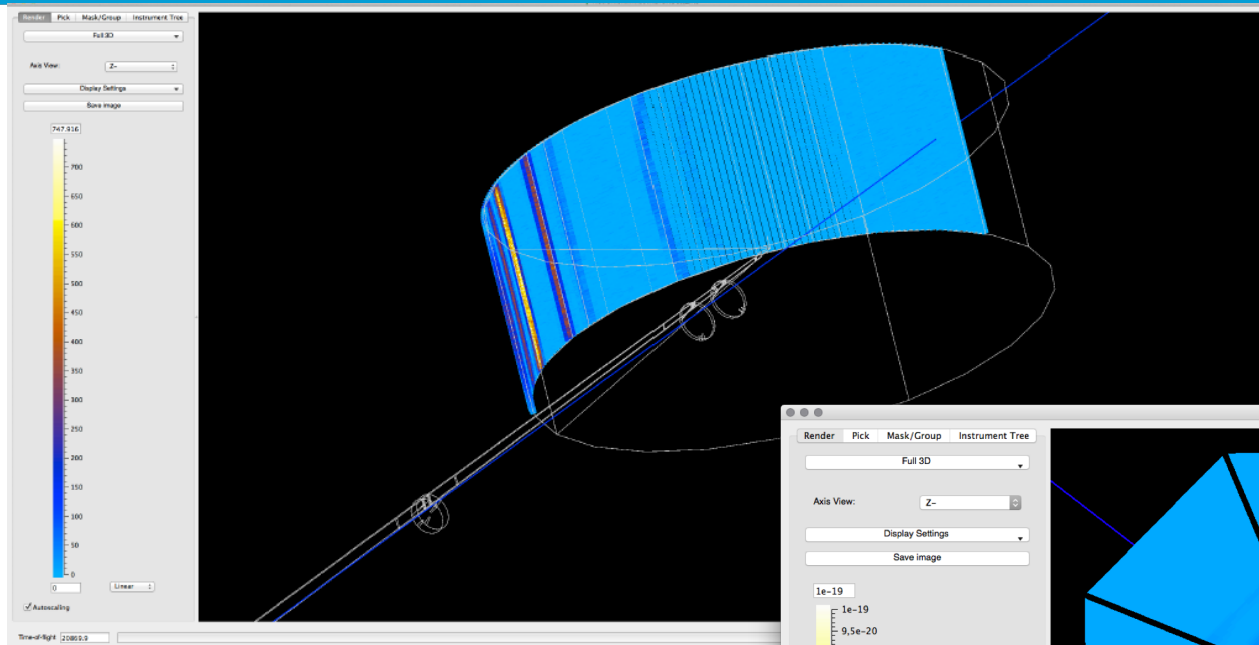 Render Pick Mask/Group Instrument Tree
Full 3D
Axis View: Z-
Display Settings
Save image
747.916
700
650
600
550
500
450
400
350
300
250
200
150
100
50
0
0 Linear
Autoscaling
Time-of-flight 20869.9
Render Pick Mask/Group Instrument Tree
Full 3D
Axis View: Z-
Display Settings
Save image
1e-19
1e-19
9,5e-20